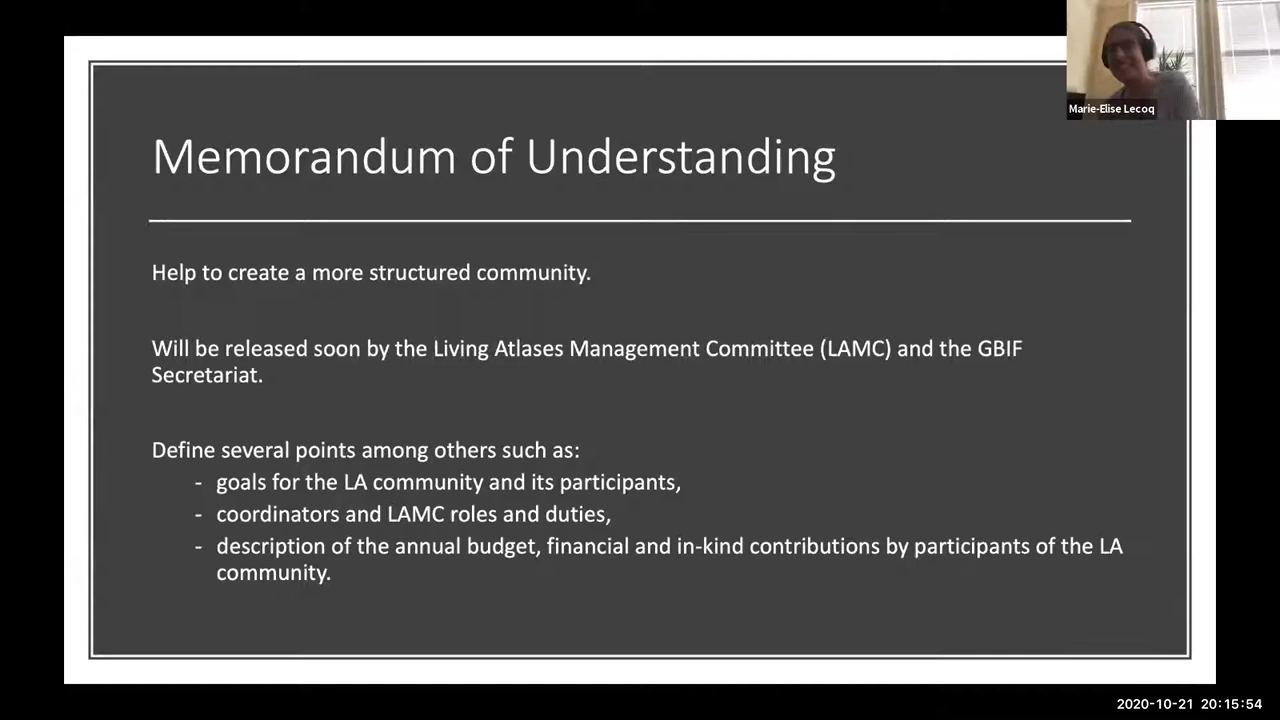 Marie-Elise Lecoq
Memorandum of Understanding
Help to create a more structured community.
Will be released soon by the Living Atlases Management Committee (LAMC) and the GBIF
Secretariat.
Define several points among others such as:
- goals for the LA community and its participants,
- coordinators and LAMC roles and duties,
- description of the annual budget, financial and in-kind contributions by participants of the LA
community.
2020-10-21 20:15:54